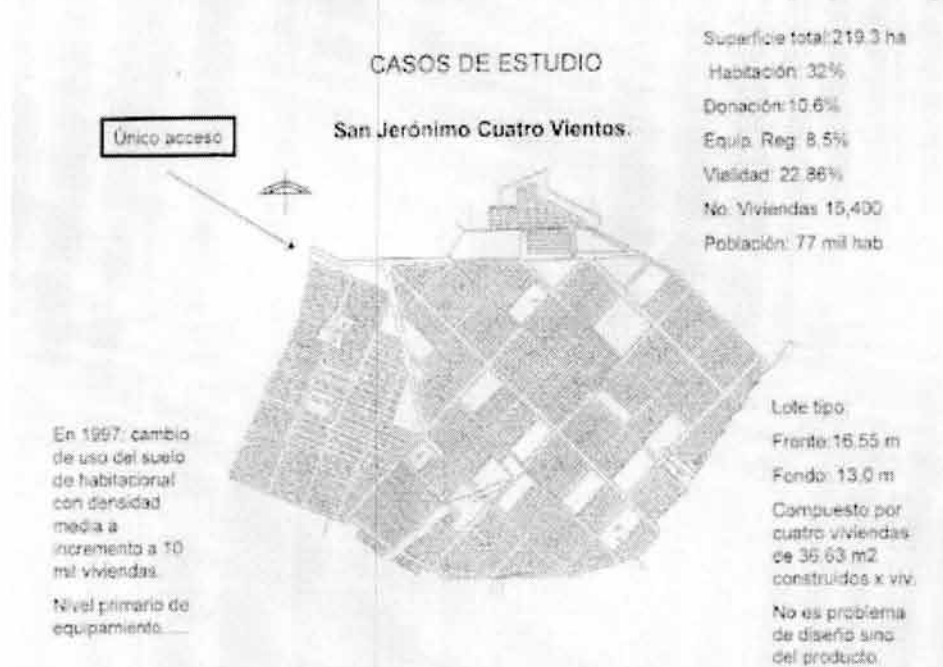 CASOS DE ESTUDIO
San Jerónimo Cuatro Vientos.
Único acceso
Superficie total: 219.3 ha
Habitación: 32%
Donación: 10.6%
Equip. Reg: 8.5%
Vialidad: 22.86%
No. Viviendas 15,400
Población: 77 mil hab
En 1997: cambio
de uso del suelo
de habitacional
con densidad
media a
incremento a 10
mil viviendas.
Nivel primario de
equipamiento.....
Lote tipo
Frente: 16.55 m
Fondo: 13.0 m
Compuesto por
cuatro viviendas
de 36.63 m2
construidos x viv.
No es problema
de diseño sino
del producto